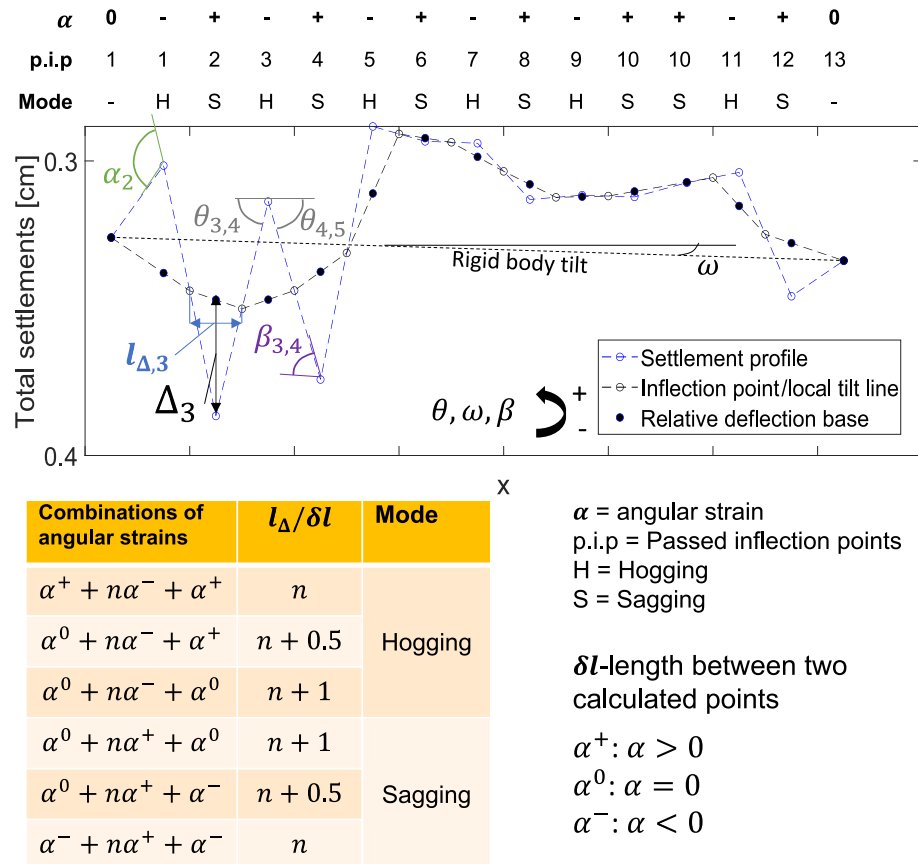 α 0 - + - + - + - + - + + - + 0
p.i.p 1 1 2 3 4 5 6 7 8 9 10 10 11 12 13
Mode - H S H S H S H S H S S H S -
0.3
Total settlements [cm]
0.4
α₂
θ₃,₄
θ₄,₅
Rigid body tilt
ω
l_Δ,₃
Δ₃
β₃,₄
θ, ω, β
+
-
Settlement profile
Inflection point/local tilt line
Relative deflection base
x
Combinations of
angular strains
l_Δ/δl
Mode
α⁺ + nα⁻ + α⁺
n
α⁰ + nα⁻ + α⁺
n + 0.5
Hogging
α⁰ + nα⁻ + α⁰
n + 1
α⁰ + nα⁺ + α⁰
n + 1
α⁰ + nα⁺ + α⁻
n + 0.5
Sagging
α⁻ + nα⁺ + α⁻
n
α = angular strain
p.i.p = Passed inflection points
H = Hogging
S = Sagging
δl-length between two
calculated points
α⁺: α > 0
α⁰: α = 0
α⁻: α < 0